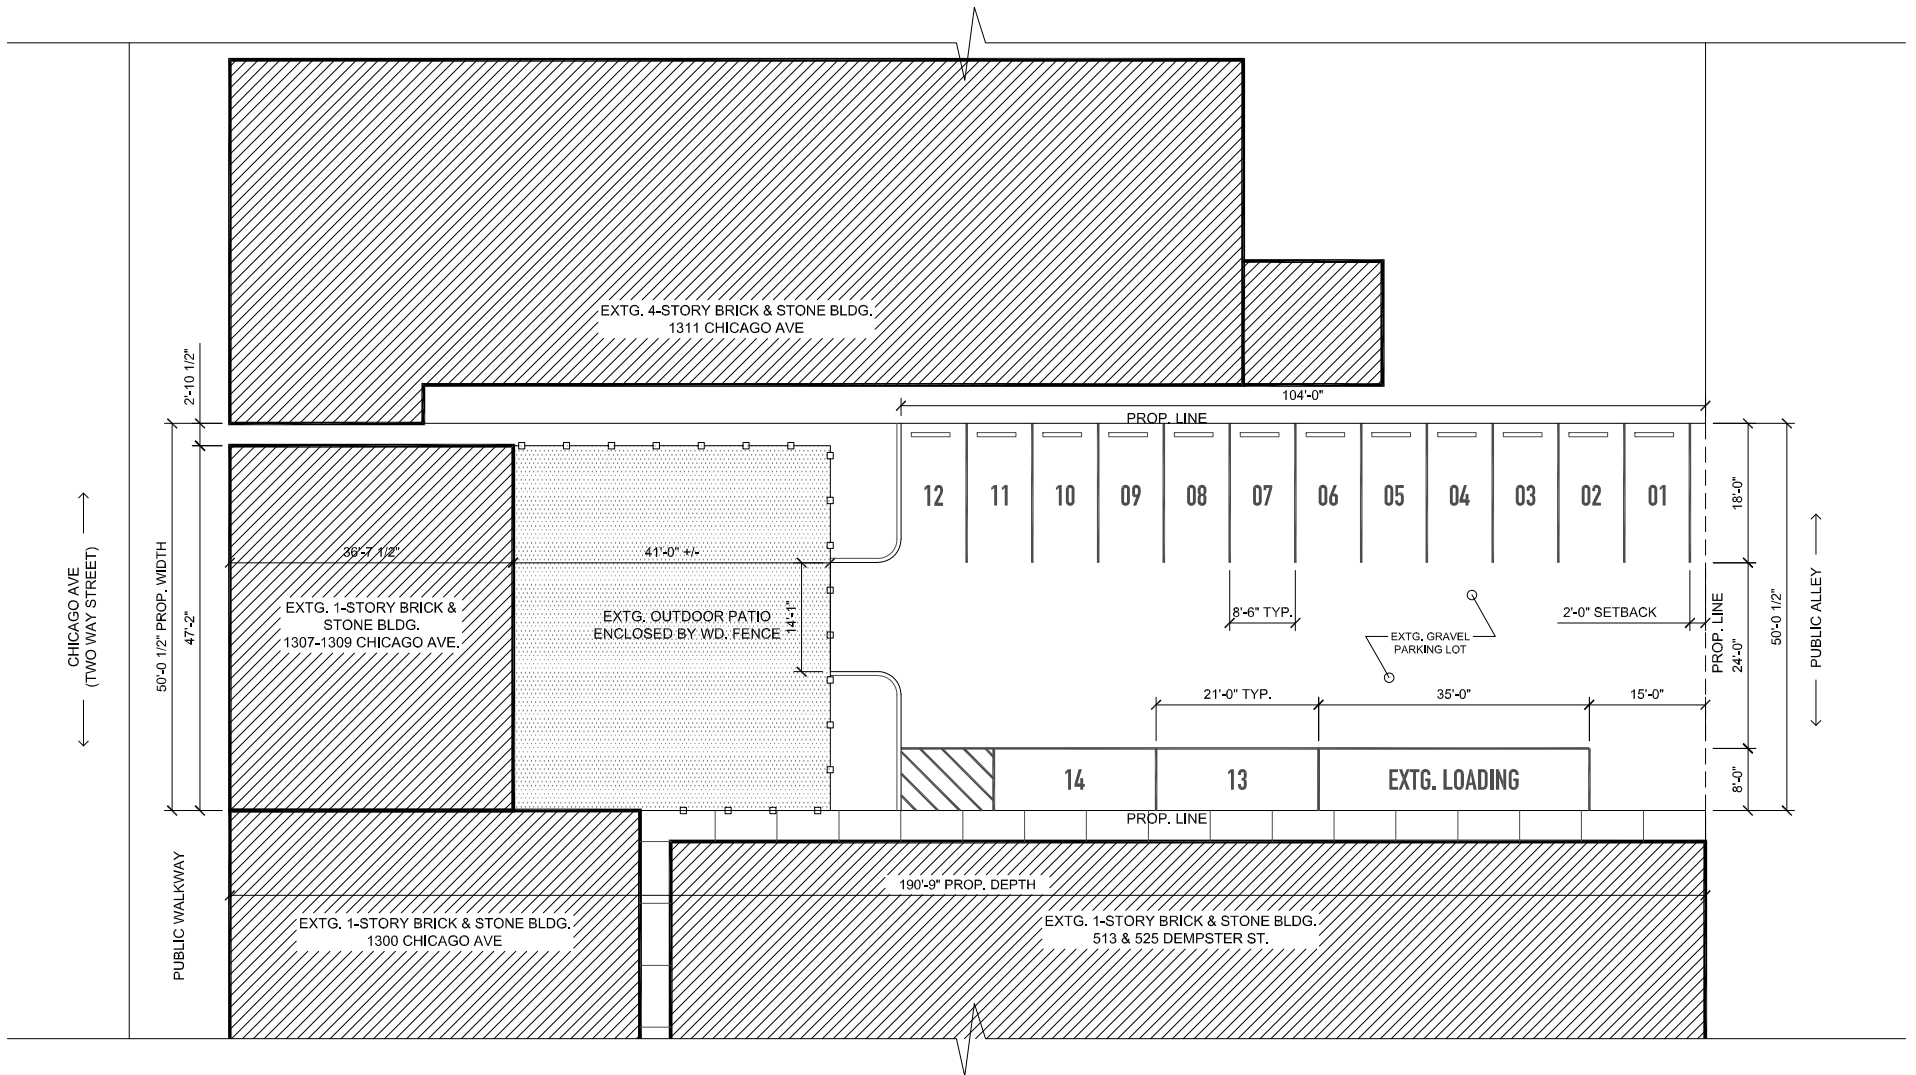 EXTG. 4-STORY BRICK & STONE BLDG.
1311 CHICAGO AVE
2'-10 1/2"
104'-0"
PROP. LINE
12
11
10
09
08
07
06
05
04
03
02
01
18'-0"
36'-7 1/2"
41'-0" +/-
CHICAGO AVE
(TWO WAY STREET)
50'-0 1/2" PROP. WIDTH
47'-2"
EXTG. 1-STORY BRICK &
STONE BLDG.
1307-1309 CHICAGO AVE.
EXTG. OUTDOOR PATIO
ENCLOSED BY WD. FENCE
14'-1"
8'-6" TYP.
2'-0" SETBACK
EXTG. GRAVEL
PARKING LOT
PROP. LINE
24'-0"
50'-0 1/2"
PUBLIC ALLEY
21'-0" TYP.
35'-0"
15'-0"
14
13
EXTG. LOADING
8'-0"
PROP. LINE
PUBLIC WALKWAY
190'-9" PROP. DEPTH
EXTG. 1-STORY BRICK & STONE BLDG.
1300 CHICAGO AVE
EXTG. 1-STORY BRICK & STONE BLDG.
513 & 525 DEMPSTER ST.